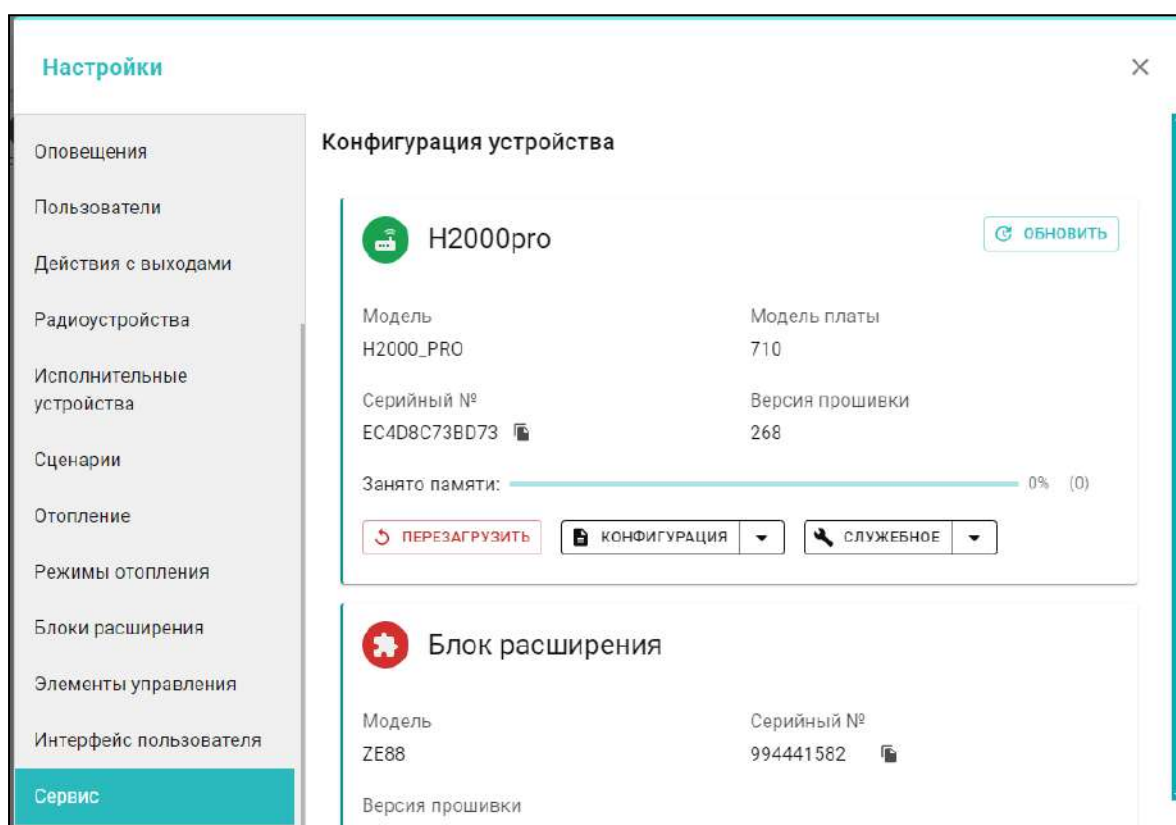 Настройки
Оповещения
Пользователи
Действия с выходами
Радиоустройства
Исполнительные
устройства
Сценарии
Отопление
Режимы отопления
Блоки расширения
Элементы управления
Интерфейс пользователя
Сервис
Конфигурация устройства
H2000pro
ОБНОВИТЬ
Модель
Модель платы
H2000_PRO
710
Серийный №
Версия прошивки
EC4D8C73BD73
268
Занято памяти:
0% (0)
ПЕРЕЗАГРУЗИТЬ
КОНФИГУРАЦИЯ
СЛУЖЕБНОЕ
Блок расширения
Модель
Серийный №
ZE88
994441582
Версия прошивки